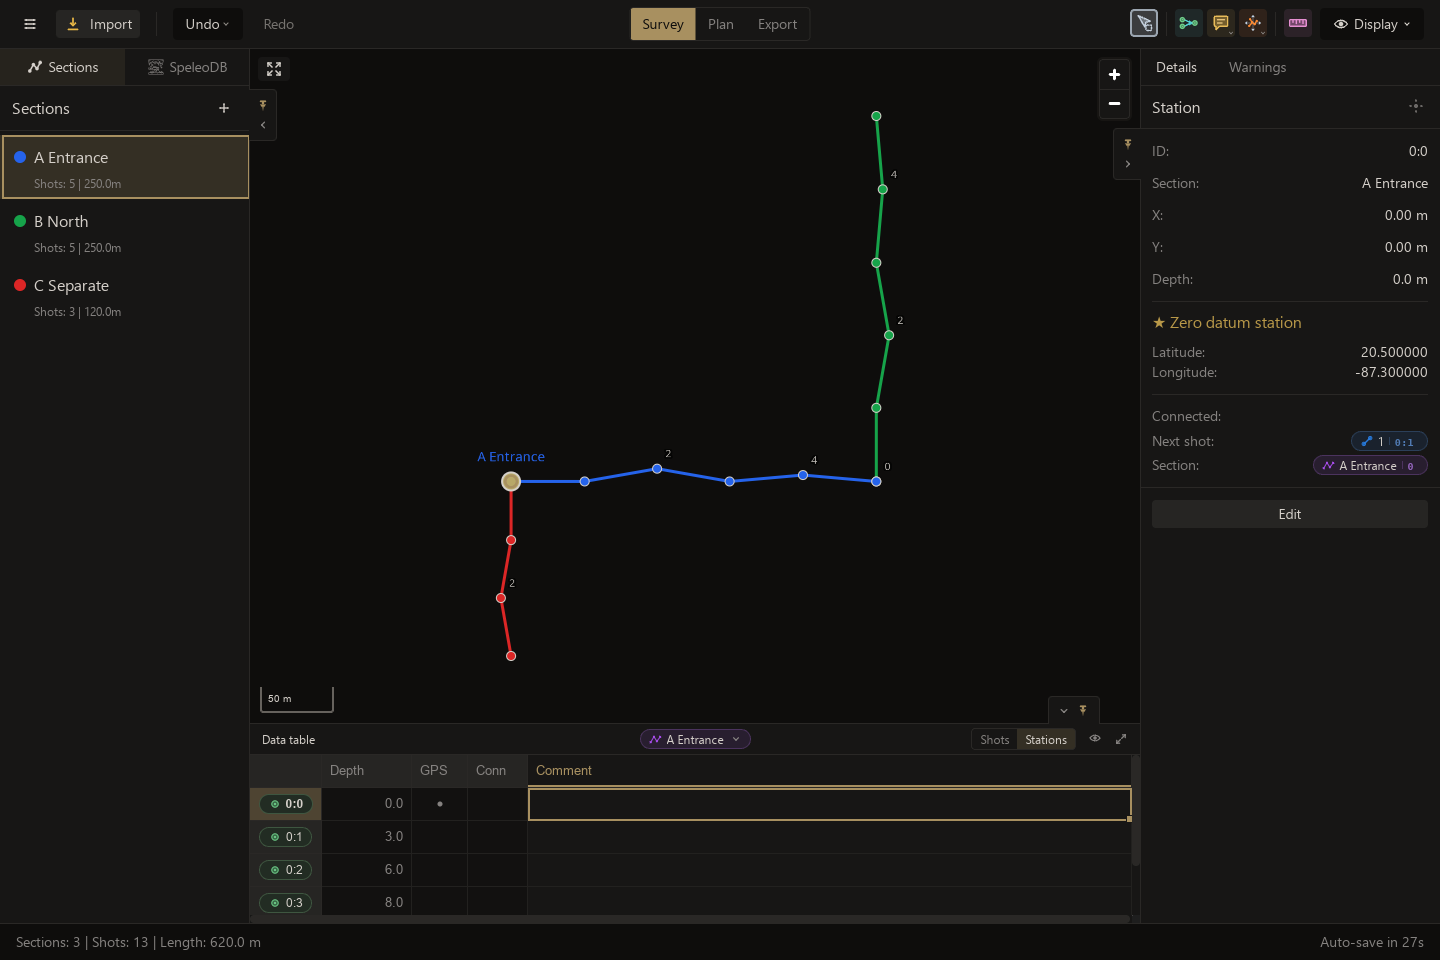 Import
Undo
Redo
Survey
Plan
Export
Display
Sections
SpeleoDB
Sections
A Entrance
Shots: 5 | 250.0m
B North
Shots: 5 | 250.0m
C Separate
Shots: 3 | 120.0m
A Entrance
2
4
0
2
4
2
50 m
Details
Warnings
Station
ID: 0:0
Section: A Entrance
X: 0.00 m
Y: 0.00 m
Depth: 0.0 m
★ Zero datum station
Latitude: 20.500000
Longitude: -87.300000
Connected:
Next shot: 1 | 0:1
Section: A Entrance | 0
Edit
Data table
A Entrance
Shots
Stations
Depth GPS Conn Comment
0:0 0.0 •
0:1 3.0
0:2 6.0
0:3 8.0
Sections: 3 | Shots: 13 | Length: 620.0 m
Auto-save in 27s